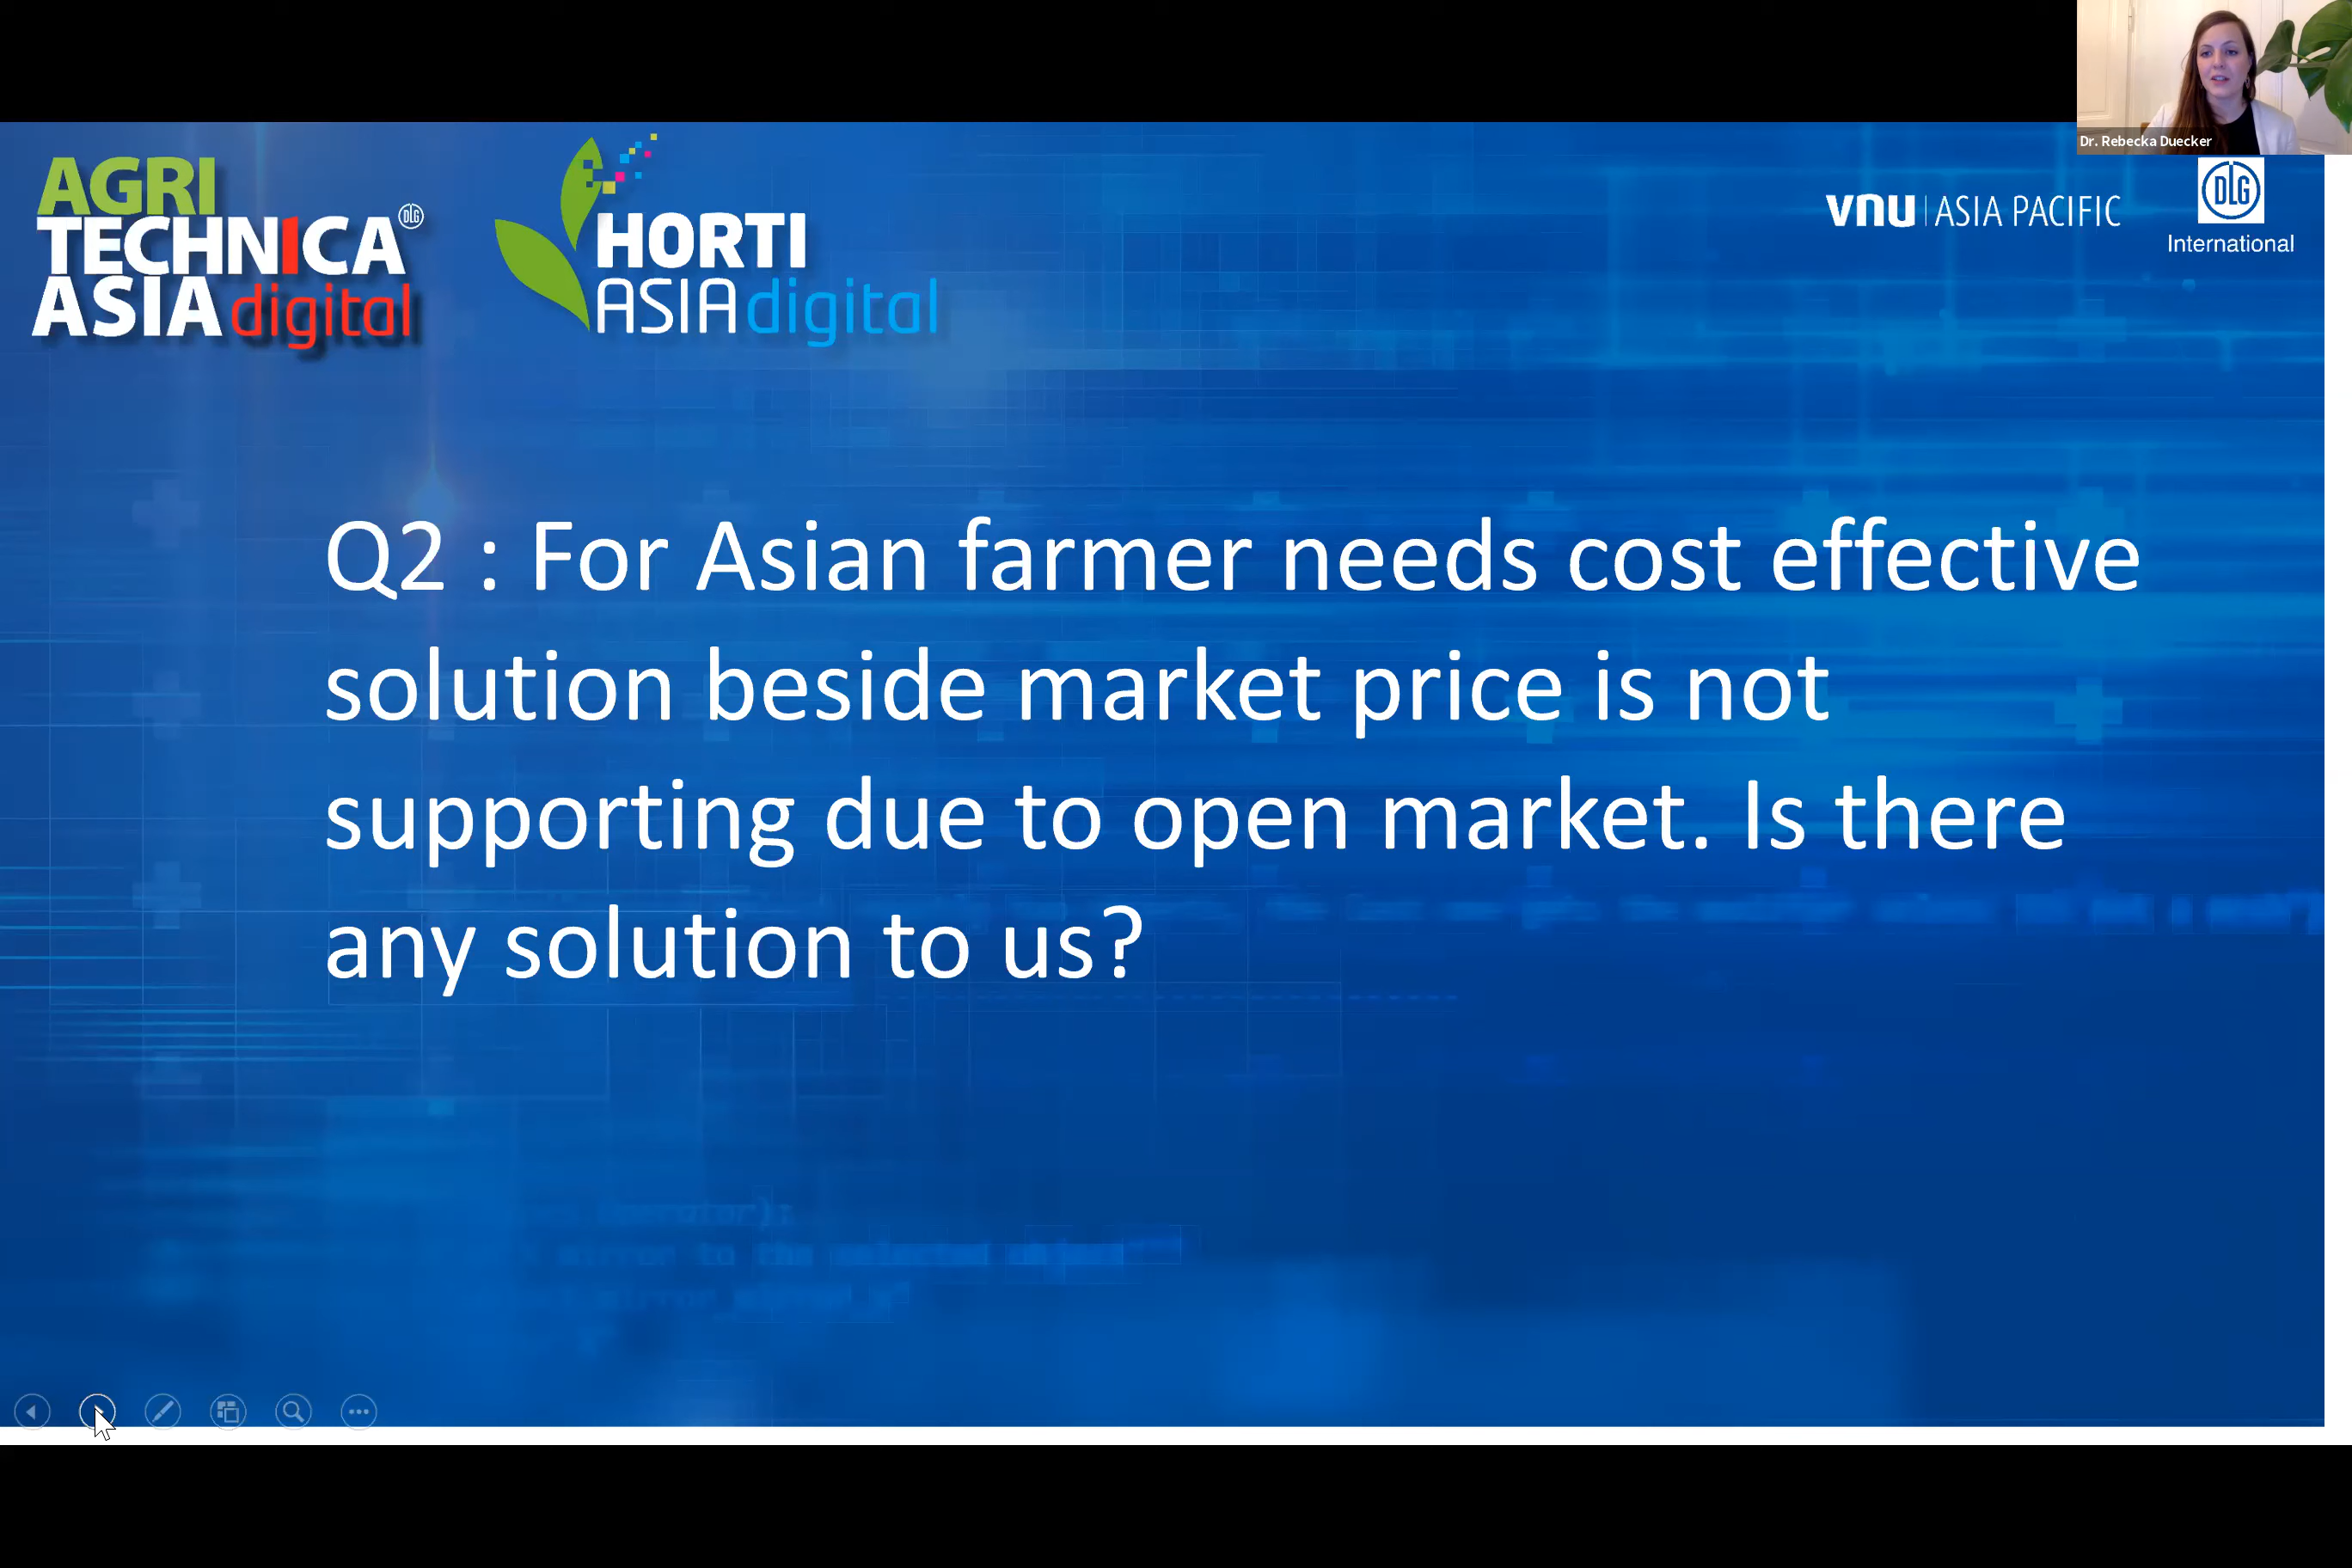 Dr. Rebecka Duecker
AGRI
TECHNICA
ASIA digital
DLG
HORTI
ASIA digital
vnu | ASIA PACIFIC
DLG
International
Q2 : For Asian farmer needs cost effective
solution beside market price is not
supporting due to open market. Is there
any solution to us?